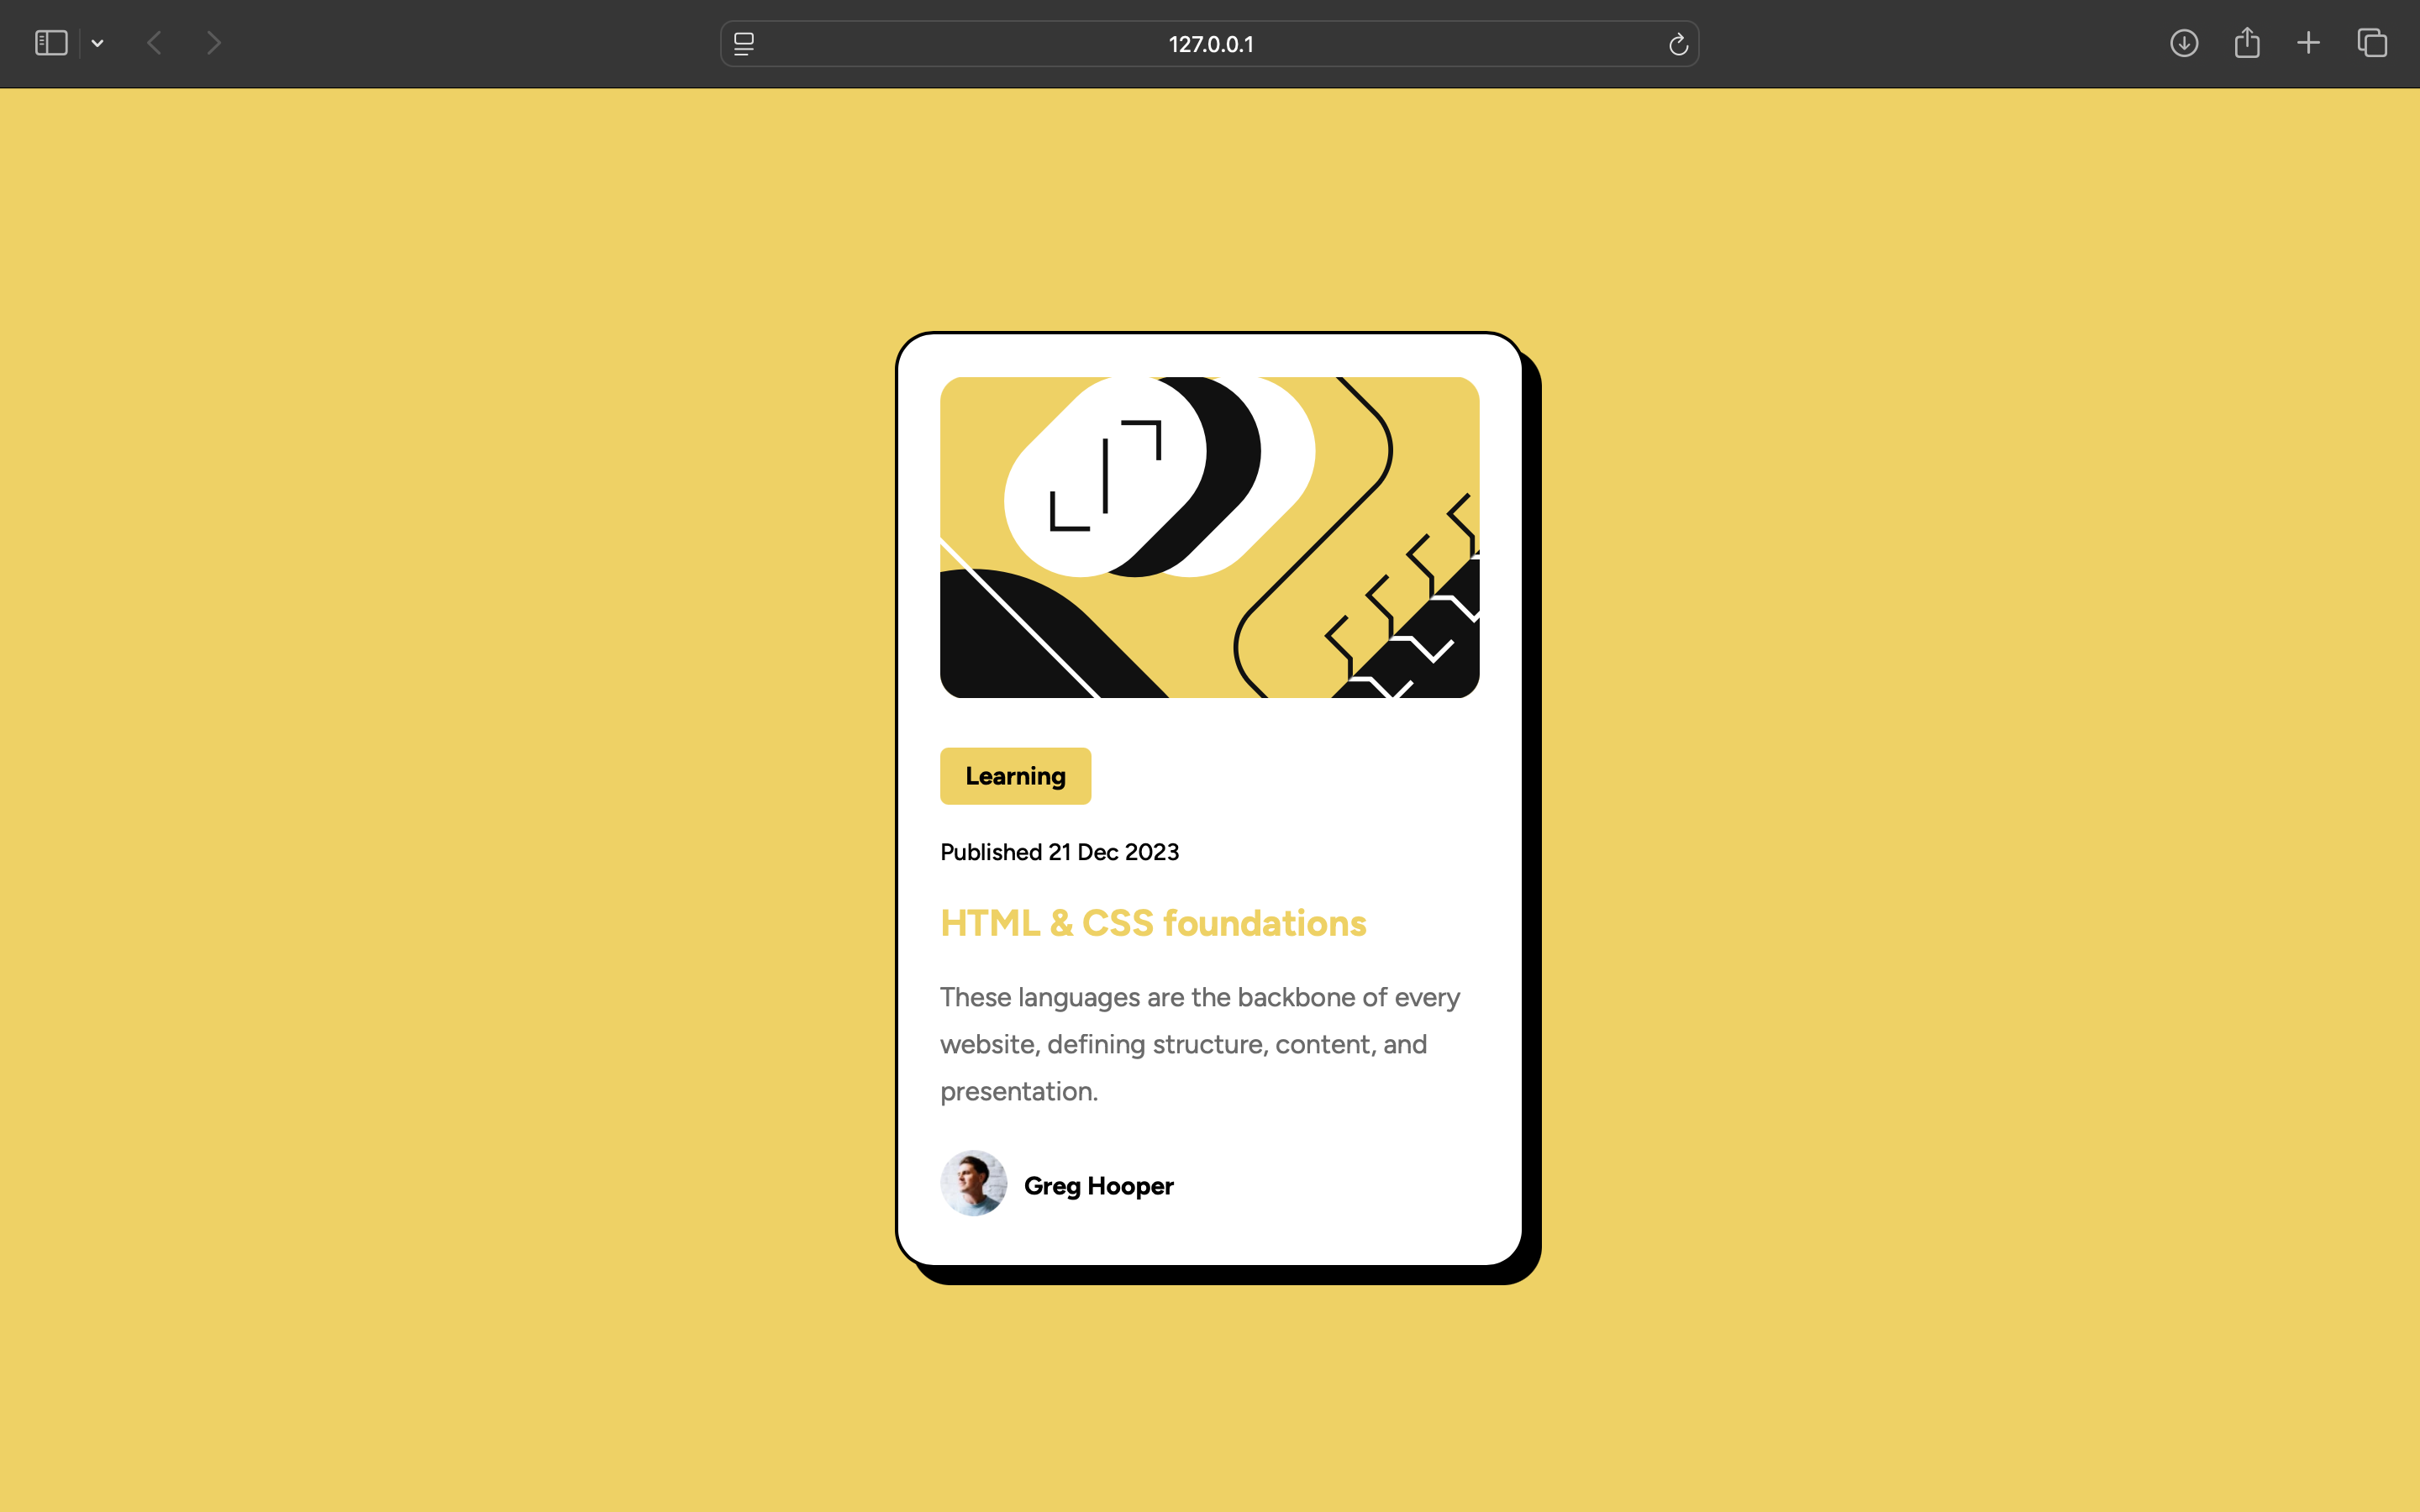 127.0.0.1
Learning
Published 21 Dec 2023
HTML & CSS foundations
These languages are the backbone of every
website, defining structure, content, and
presentation.
Greg Hooper